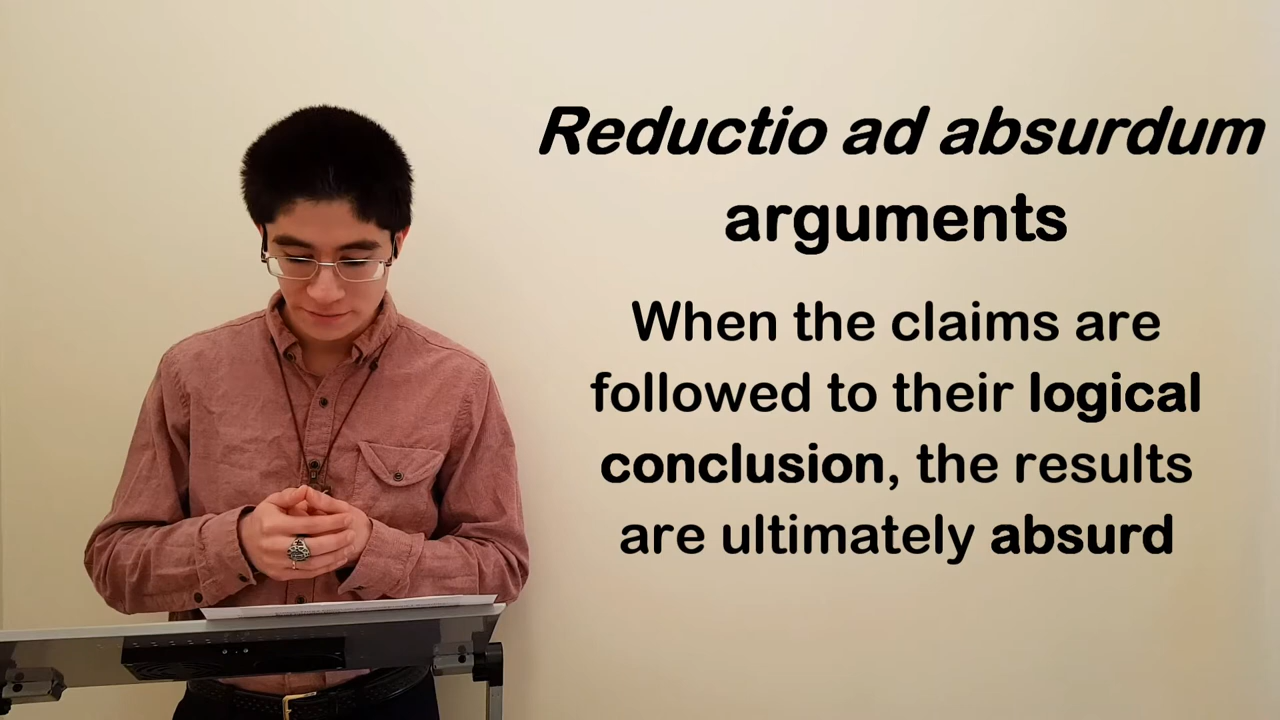 Reductio ad absurdum
arguments
When the claims are
followed to their logical
conclusion, the results
are ultimately absurd